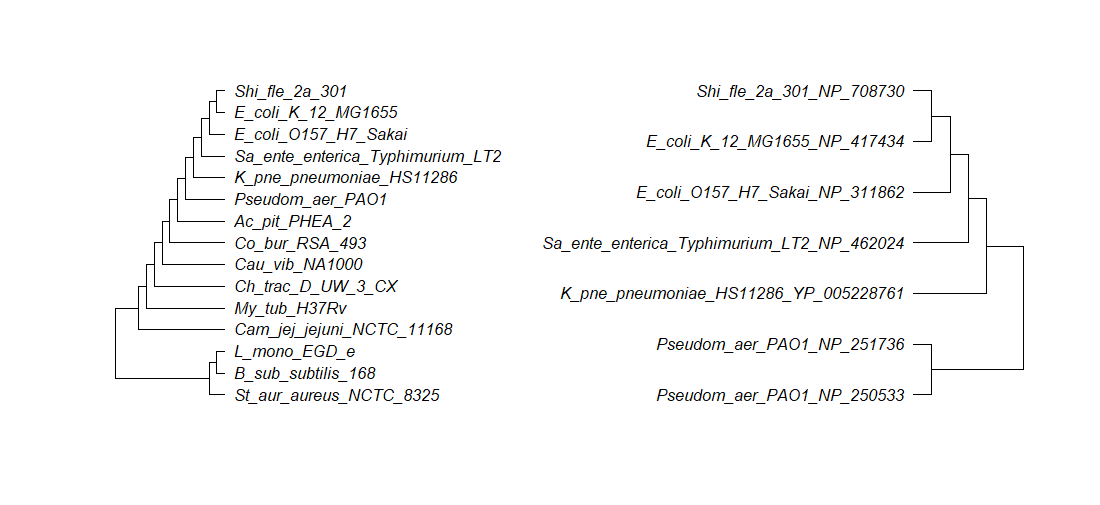 Shi_fle_2a_301
E_coli_K_12_MG1655
E_coli_O157_H7_Sakai
Sa_ente_enterica_Typhimurium_LT2
K_pne_pneumoniae_HS11286
Pseudom_aer_PAO1
Ac_pit_PHEA_2
Co_bur_RSA_493
Cau_vib_NA1000
Ch_trac_D_UW_3_CX
My_tub_H37Rv
Cam_jej_jejuni_NCTC_11168
L_mono_EGD_e
B_sub_subtilis_168
St_aur_aureus_NCTC_8325
Shi_fle_2a_301_NP_708730
E_coli_K_12_MG1655_NP_417434
E_coli_O157_H7_Sakai_NP_311862
Sa_ente_enterica_Typhimurium_LT2_NP_462024
K_pne_pneumoniae_HS11286_YP_005228761
Pseudom_aer_PAO1_NP_251736
Pseudom_aer_PAO1_NP_250533